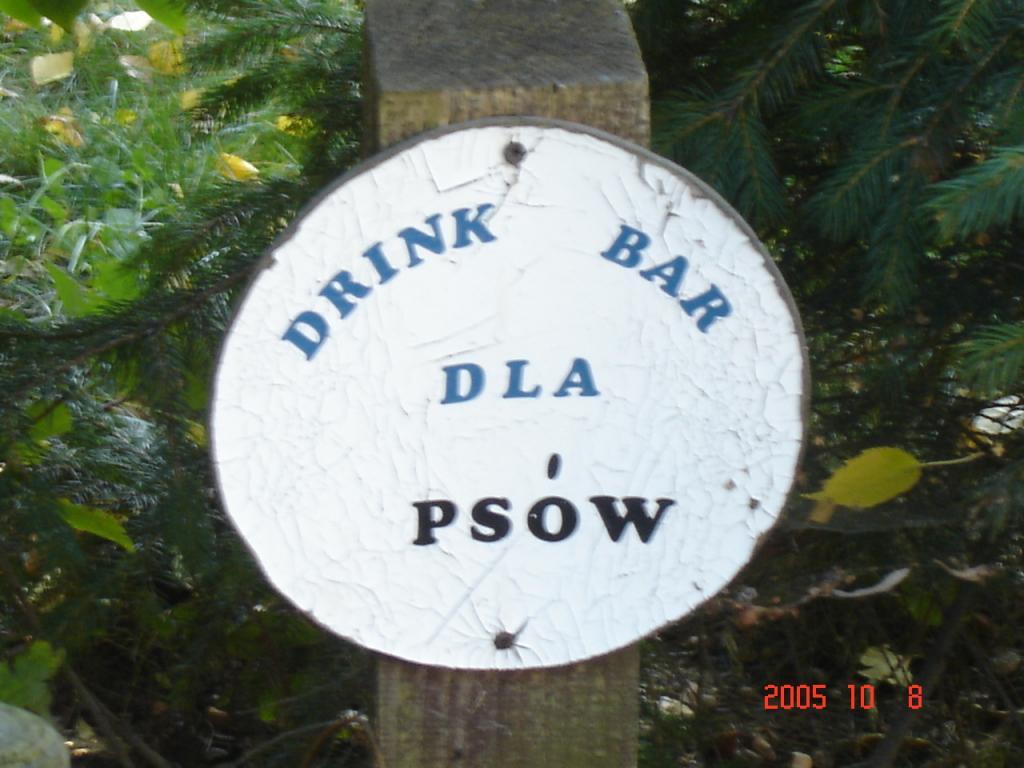 DRINK BAR
DLA
PSÓW
2005 10 8